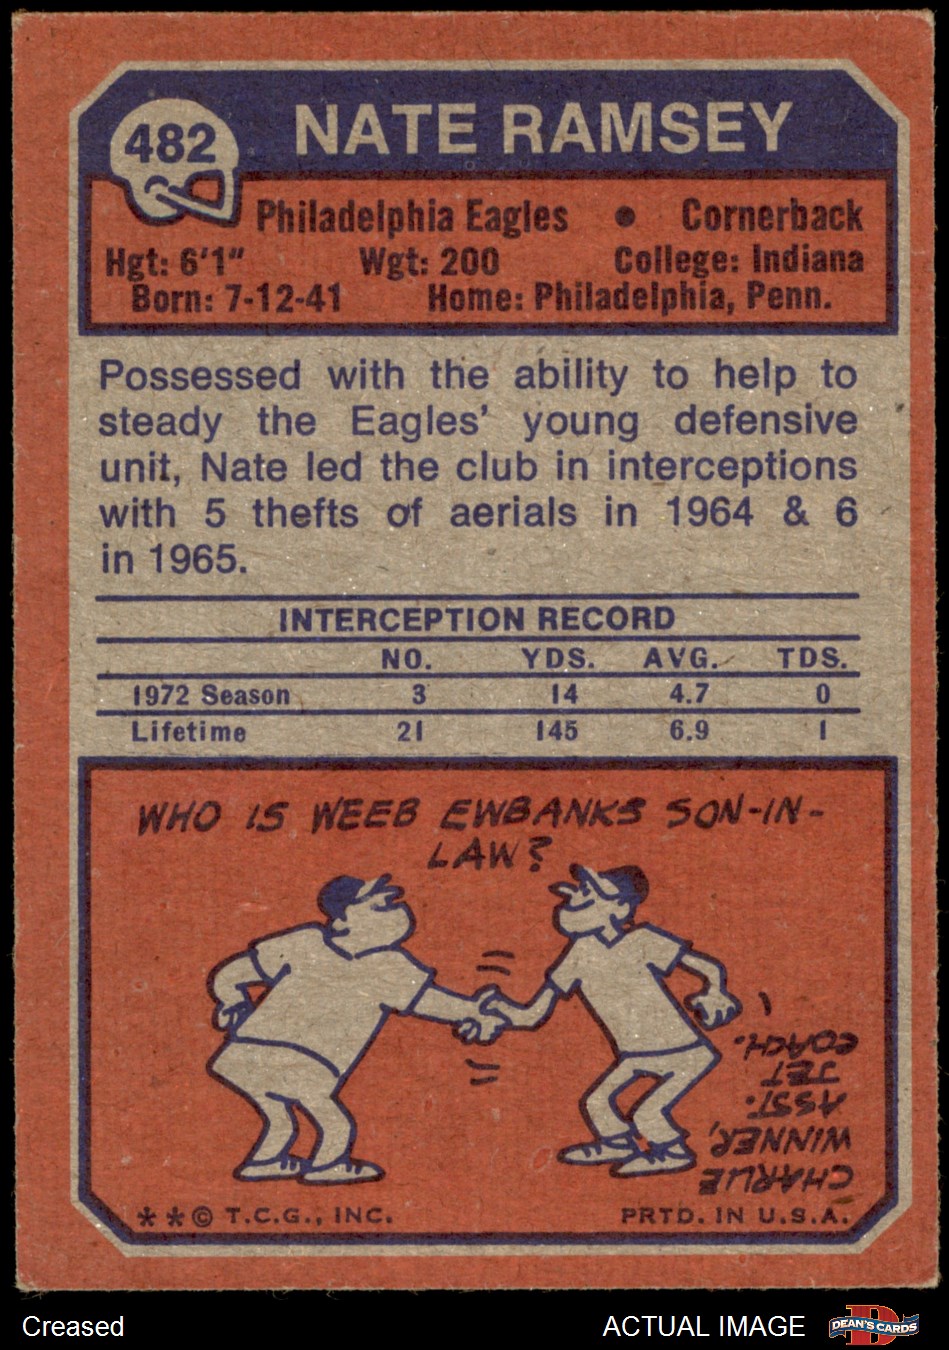 482
NATE RAMSEY
Philadelphia Eagles • Cornerback
Hgt: 6'1" Wgt: 200 College: Indiana
Born: 7-12-41 Home: Philadelphia, Penn.
Possessed with the ability to help to
steady the Eagles' young defensive
unit, Nate led the club in interceptions
with 5 thefts of aerials in 1964 & 6
in 1965.
INTERCEPTION RECORD
NO. YDS. AVG. TDS.
1972 Season 3 14 4.7 0
Lifetime 21 145 6.9 1
WHO IS WEEB EWBANKS SON-IN-
LAW?
CHARLIE
WINNER,
ASST.
JET
COACH.
**© T.C.G., INC. PRTD. IN U.S.A.
Creased ACTUAL IMAGE DEAN'S CARDS